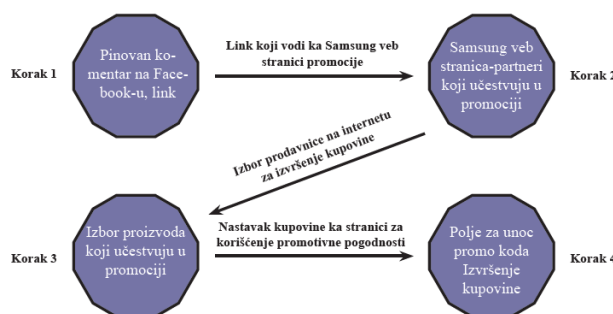 Korak 1
Pinovan ko-
mentar na Face-
book-u, link
Link koji vodi ka Samsung veb
stranici promocije
Samsung veb
stranica-partneri
koji učestvuju u
promociji
Korak 2
Izbor prodavnice na internetu
za izvršenje kupovine
Korak 3
Izbor proizvoda
koji učestvuju u
promociji
Nastavak kupovine ka stranici za
korišćenje promotivne pogodnosti
Polje za unoc
promo koda
Izvršenje
kupovine
Korak 4